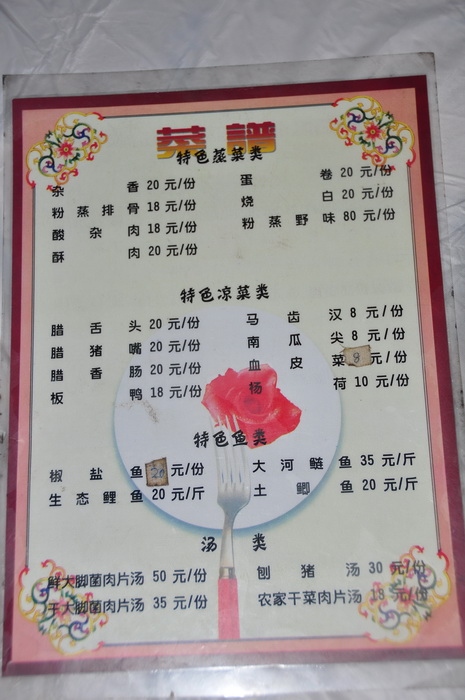 菜 譜
特色蒸菜类
杂香 20 元/份 蛋卷 20 元/份
粉蒸排骨 18 元/份 烧白 20 元/份
酸杂肉 18 元/份 粉蒸野味 80 元/份
酥肉 20 元/份
特色凉菜类
腊舌头 20 元/份 马齿汉 8 元/份
腊猪嘴 20 元/份 南瓜尖 8 元/份
腊香肠 20 元/份 血皮菜 9 元/份
板鸭 18 元/份 杨荷 10 元/份
特色鱼类
椒盐鱼 20 元/份 大河鲢鱼 35 元/斤
生态鲤鱼 20 元/斤 土鲫鱼 20 元/斤
汤 类
鲜大脚菌肉片汤 50 元/份 刨猪汤 30 元/份
干大脚菌肉片汤 35 元/份 农家干菜肉片汤 18 元/份